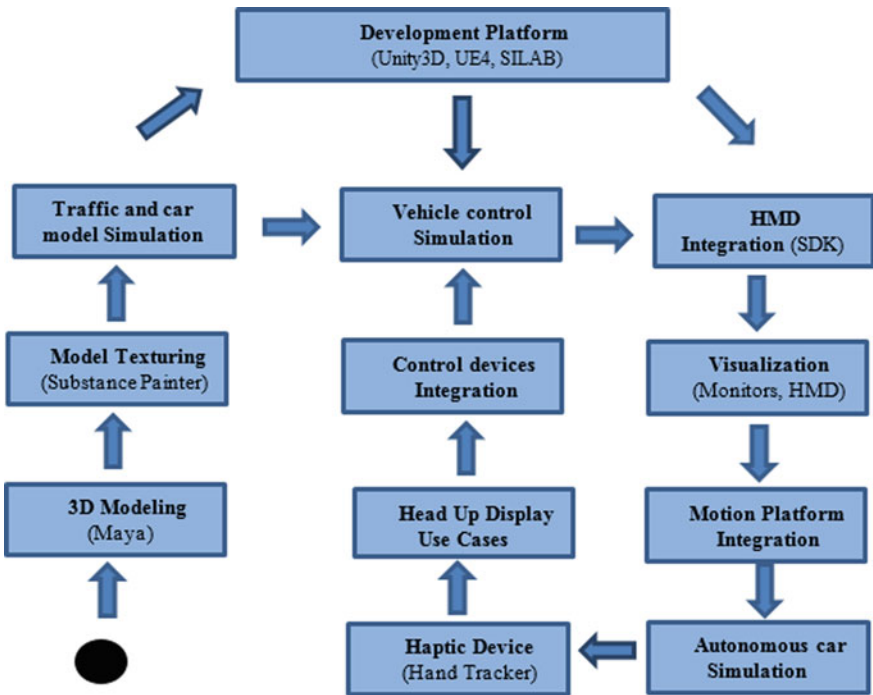 Development Platform
(Unity3D, UE4, SILAB)
Traffic and car
model Simulation
Vehicle control
Simulation
HMD
Integration (SDK)
Model Texturing
(Substance Painter)
Control devices
Integration
Visualization
(Monitors, HMD)
3D Modeling
(Maya)
Head Up Display
Use Cases
Motion Platform
Integration
Haptic Device
(Hand Tracker)
Autonomous car
Simulation